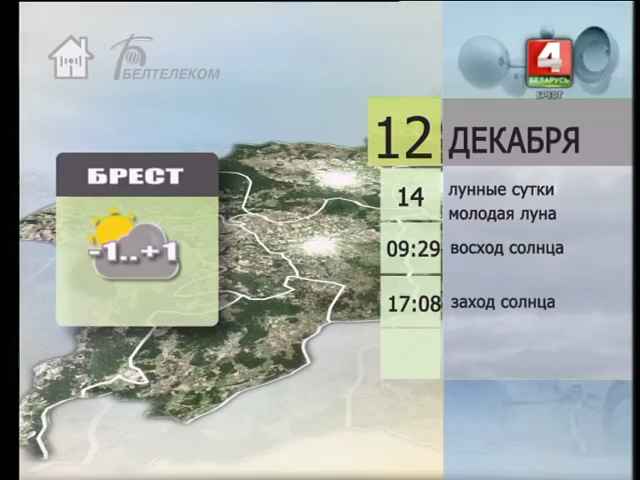 БЕЛТЕЛЕКОМ
4
БЕЛАРУСЬ
БРЕСТ
12 ДЕКАБРЯ
БРЕСТ
-1..+1
14 лунные сутки
молодая луна
09:29 восход солнца
17:08 заход солнца